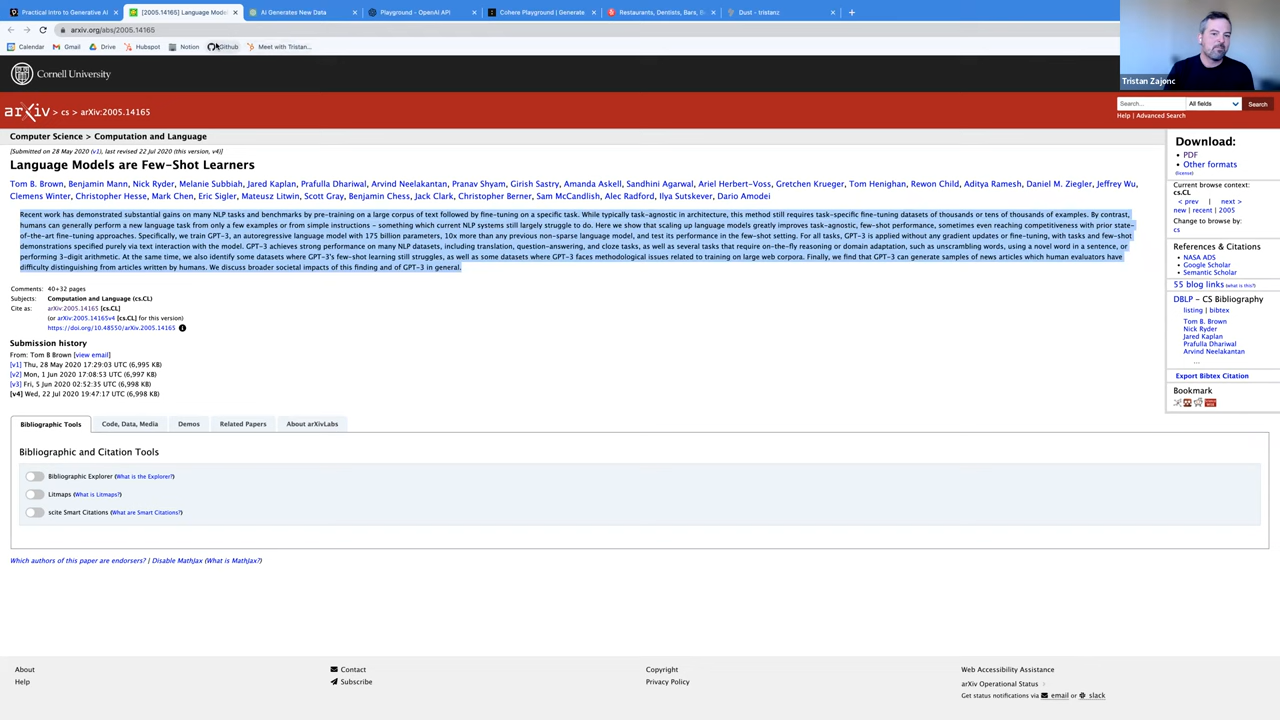 Practical Intro to Generative AI
[2005.14165] Language Mode
AI Generates New Data
Playground - OpenAI API
Cohere Playground | Generate
Restaurants, Dentists, Bars, B
Dust - tristanz
arxiv.org/abs/2005.14165
Calendar Gmail Drive Hubspot Notion Github Meet with Tristan...
Tristan Zajonc
Cornell University
arXiv > cs > arXiv:2005.14165
Search... All fields Search
Help | Advanced Search
Computer Science > Computation and Language
[Submitted on 28 May 2020 (v1), last revised 22 Jul 2020 (this version, v4)]
Language Models are Few-Shot Learners
Tom B. Brown, Benjamin Mann, Nick Ryder, Melanie Subbiah, Jared Kaplan, Prafulla Dhariwal, Arvind Neelakantan, Pranav Shyam, Girish Sastry, Amanda Askell, Sandhini Agarwal, Ariel Herbert-Voss, Gretchen Krueger, Tom Henighan, Rewon Child, Aditya Ramesh, Daniel M. Ziegler, Jeffrey Wu,
Clemens Winter, Christopher Hesse, Mark Chen, Eric Sigler, Mateusz Litwin, Scott Gray, Benjamin Chess, Jack Clark, Christopher Berner, Sam McCandlish, Alec Radford, Ilya Sutskever, Dario Amodei
Recent work has demonstrated substantial gains on many NLP tasks and benchmarks by pre-training on a large corpus of text followed by fine-tuning on a specific task. While typically task-agnostic in architecture, this method still requires task-specific fine-tuning datasets of thousands or tens of thousands of examples. By contrast,
humans can generally perform a new language task from only a few examples or from simple instructions - something which current NLP systems still largely struggle to do. Here we show that scaling up language models greatly improves task-agnostic, few-shot performance, sometimes even reaching competitiveness with prior state-
of-the-art fine-tuning approaches. Specifically, we train GPT-3, an autoregressive language model with 175 billion parameters, 10x more than any previous non-sparse language model, and test its performance in the few-shot setting. For all tasks, GPT-3 is applied without any gradient updates or fine-tuning, with tasks and few-shot
demonstrations specified purely via text interaction with the model. GPT-3 achieves strong performance on many NLP datasets, including translation, question-answering, and cloze tasks, as well as several tasks that require on-the-fly reasoning or domain adaptation, such as unscrambling words, using a novel word in a sentence, or
performing 3-digit arithmetic. At the same time, we also identify some datasets where GPT-3's few-shot learning still struggles, as well as some datasets where GPT-3 faces methodological issues related to training on large web corpora. Finally, we find that GPT-3 can generate samples of news articles which human evaluators have
difficulty distinguishing from articles written by humans. We discuss broader societal impacts of this finding and of GPT-3 in general.
Comments: 40+32 pages
Subjects: Computation and Language (cs.CL)
Cite as: arXiv:2005.14165 [cs.CL]
(or arXiv:2005.14165v4 [cs.CL] for this version)
https://doi.org/10.48550/arXiv.2005.14165
Submission history
From: Tom B Brown [view email]
[v1] Thu, 28 May 2020 17:29:03 UTC (6,995 KB)
[v2] Mon, 1 Jun 2020 17:08:53 UTC (6,997 KB)
[v3] Fri, 5 Jun 2020 02:52:35 UTC (6,998 KB)
[v4] Wed, 22 Jul 2020 19:47:17 UTC (6,998 KB)
Bibliographic Tools Code, Data, Media Demos Related Papers About arXivLabs
Bibliographic and Citation Tools
Bibliographic Explorer (What is the Explorer?)
Litmaps (What is Litmaps?)
scite Smart Citations (What are Smart Citations?)
Which authors of this paper are endorsers? | Disable MathJax (What is MathJax?)
Download:
PDF
Other formats
(license)
Current browse context:
cs.CL
< prev | next >
new | recent | 2005
Change to browse by:
cs
References & Citations
NASA ADS
Google Scholar
Semantic Scholar
55 blog links (what is this?)
DBLP - CS Bibliography
listing | bibtex
Tom B. Brown
Nick Ryder
Jared Kaplan
Prafulla Dhariwal
Arvind Neelakantan
...
Export Bibtex Citation
Bookmark
About
Help
Contact
Subscribe
Copyright
Privacy Policy
Web Accessibility Assistance
arXiv Operational Status
Get status notifications via email or slack